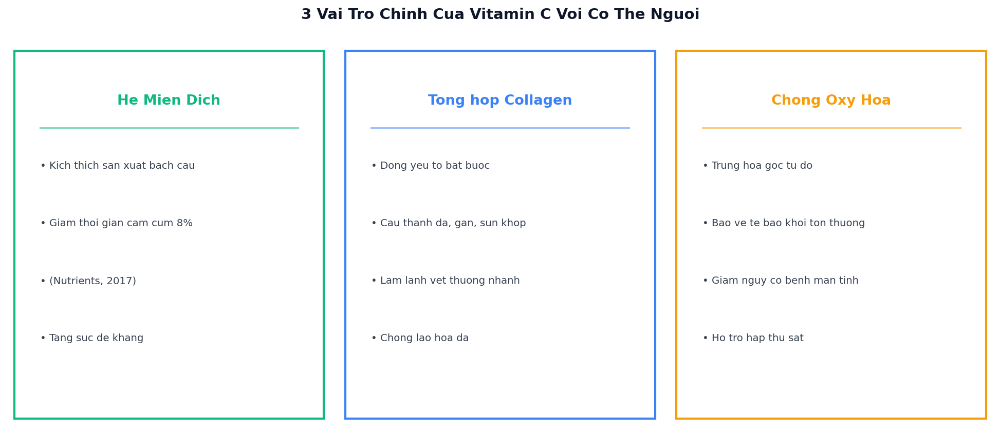 3 Vai Tro Chinh Cua Vitamin C Voi Co The Nguoi
He Mien Dich
• Kich thich san xuat bach cau
• Giam thoi gian cam cum 8%
• (Nutrients, 2017)
• Tang suc de khang
Tong hop Collagen
• Dong yeu to bat buoc
• Cau thanh da, gan, sun khop
• Lam lanh vet thuong nhanh
• Chong lao hoa da
Chong Oxy Hoa
• Trung hoa goc tu do
• Bao ve te bao khoi ton thuong
• Giam nguy co benh man tinh
• Ho tro hap thu sat